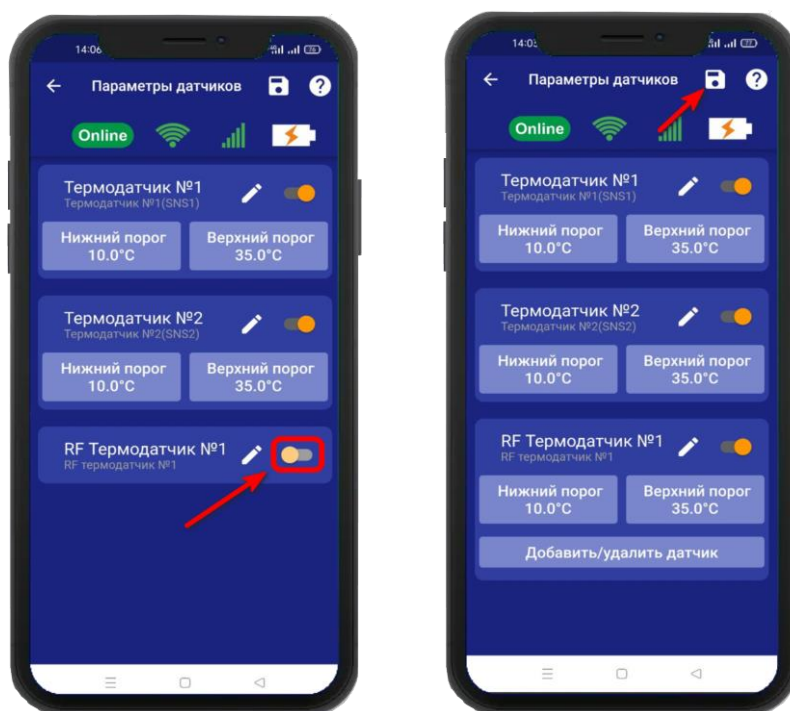 14:06
Параметры датчиков
Online
Термодатчик №1
Термодатчик №1(SNS1)
Нижний порог
10.0°C
Верхний порог
35.0°C
Термодатчик №2
Термодатчик №2(SNS2)
Нижний порог
10.0°C
Верхний порог
35.0°C
RF Термодатчик №1
RF термодатчик №1
14:0
Параметры датчиков
Online
Термодатчик №1
Термодатчик №1(SNS1)
Нижний порог
10.0°C
Верхний порог
35.0°C
Термодатчик №2
Термодатчик №2(SNS2)
Нижний порог
10.0°C
Верхний порог
35.0°C
RF Термодатчик №1
RF термодатчик №1
Нижний порог
10.0°C
Верхний порог
35.0°C
Добавить/удалить датчик